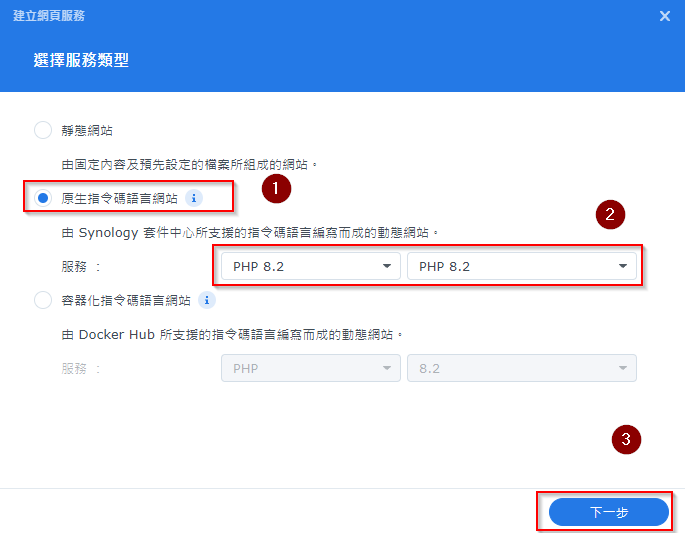 建立網頁服務
選擇服務類型
靜態網站
由固定內容及預先設定的檔案所組成的網站。
原生指令碼語言網站 i
1
由 Synology 套件中心所支援的指令碼語言編寫而成的動態網站。
2
服務 : PHP 8.2 PHP 8.2
容器化指令碼語言網站 i
由 Docker Hub 所支援的指令碼語言編寫而成的動態網站。
服務 : PHP 8.2
3
下一步